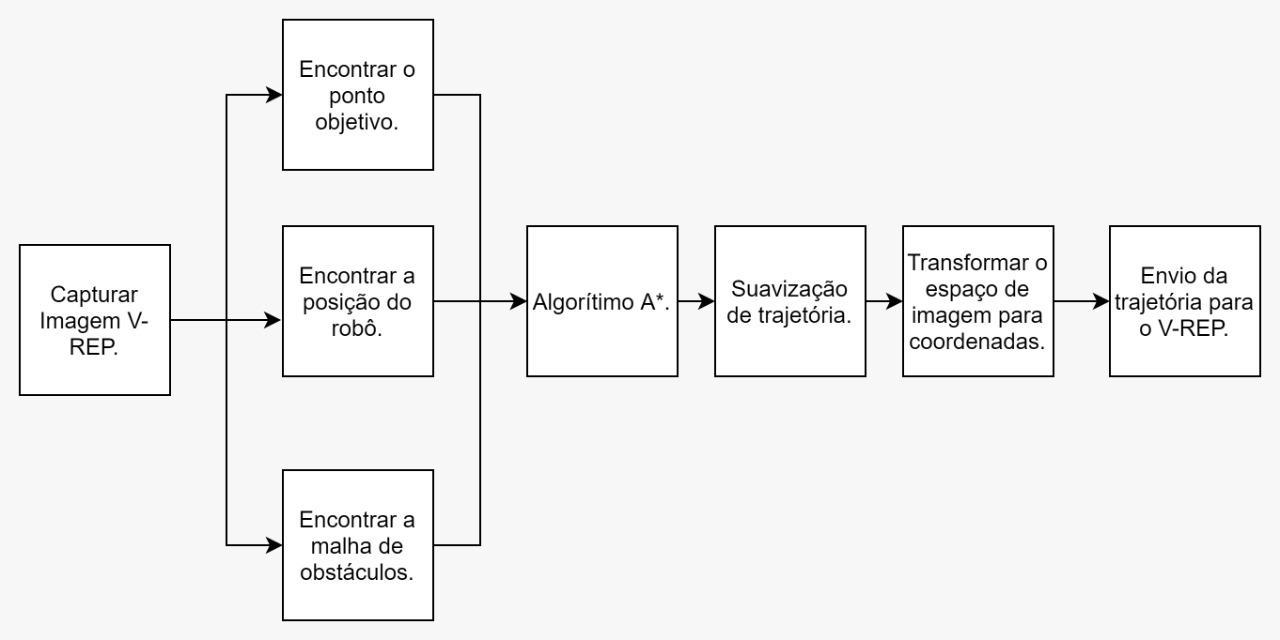 Capturar
Imagem V-
REP.
Encontrar o
ponto
objetivo.
Encontrar a
posição do
robô.
Encontrar a
malha de
obstáculos.
Algorítimo A*.
Suavização
de trajetória.
Transformar o
espaço de
imagem para
coordenadas.
Envio da
trajetória para
o V-REP.